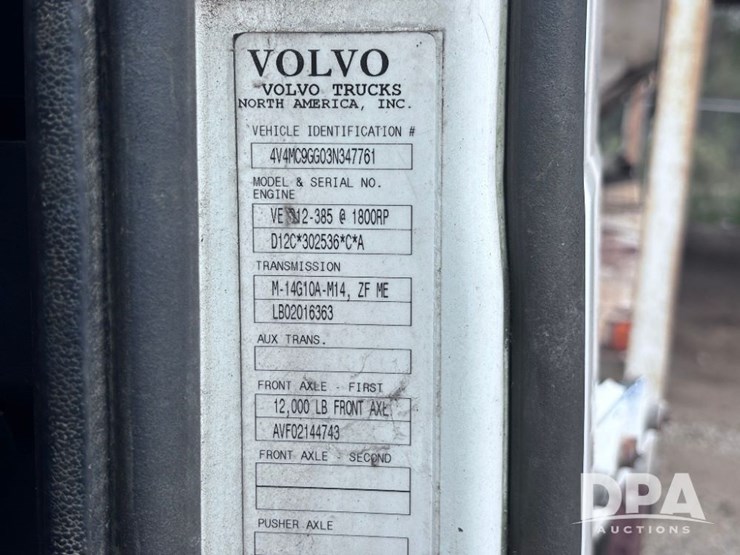 VOLVO
VOLVO TRUCKS
NORTH AMERICA, INC.
VEHICLE IDENTIFICATION #
4V4MC9GG03N347761
MODEL & SERIAL NO.
ENGINE
VE 12-385 @ 1800RP
D12C*302536*C*A
TRANSMISSION
M-14G10A-M14, ZF ME
LB02016363
AUX TRANS.
FRONT AXLE - FIRST
12,000 LB FRONT AXL
AVF02144743
FRONT AXLE - SECOND
PUSHER AXLE
DPA
AUCTIONS